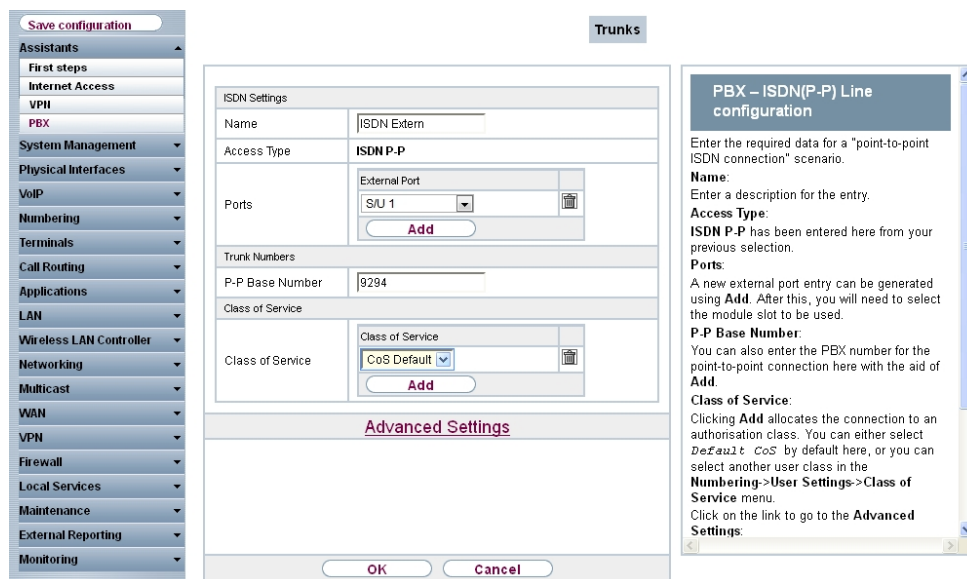 Save configuration
Assistants
First steps
Internet Access
VPN
PBX
System Management
Physical Interfaces
VoIP
Numbering
Terminals
Call Routing
Applications
LAN
Wireless LAN Controller
Networking
Multicast
WAN
VPN
Firewall
Local Services
Maintenance
External Reporting
Monitoring
Trunks
ISDN Settings
Name
ISDN Extern
Access Type
ISDN P-P
Ports
External Port
S/U 1
Add
Trunk Numbers
P-P Base Number
9294
Class of Service
Class of Service
Class of Service
CoS Default
Add
Advanced Settings
OK
Cancel
PBX – ISDN(P-P) Line
configuration
Enter the required data for a "point-to-point
ISDN connection" scenario.
Name:
Enter a description for the entry.
Access Type:
ISDN P-P has been entered here from your
previous selection.
Ports:
A new external port entry can be generated
using Add. After this, you will need to select
the module slot to be used.
P-P Base Number:
You can also enter the PBX number for the
point-to-point connection here with the aid of
Add.
Class of Service:
Clicking Add allocates the connection to an
authorisation class. You can either select
Default CoS by default here, or you can
select another user class in the
Numbering->User Settings->Class of
Service menu.
Click on the link to go to the Advanced
Settings: